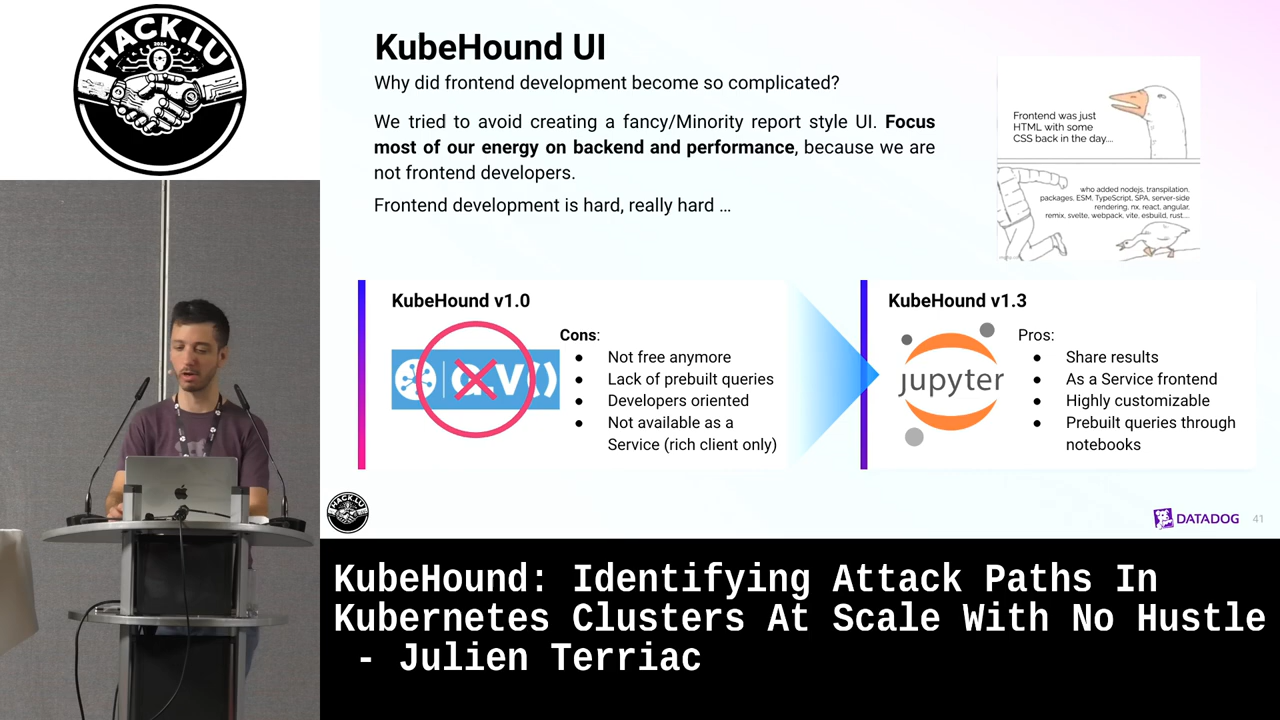 HACK.LU
2024
KubeHound UI
Why did frontend development become so complicated?
We tried to avoid creating a fancy/Minority report style UI. Focus
most of our energy on backend and performance, because we are
not frontend developers.
Frontend development is hard, really hard …
Frontend was just
HTML with some
CSS back in the day....
who added nodejs, transpilation,
packages, ESM, TypeScript, SPA, server-side
rendering, nx, react, angular,
remix, svelte, webpack, vite, esbuild, rust....
KubeHound v1.0
Cons:
● Not free anymore
● Lack of prebuilt queries
● Developers oriented
● Not available as a
Service (rich client only)
KubeHound v1.3
jupyter
Pros:
● Share results
● As a Service frontend
● Highly customizable
● Prebuilt queries through
notebooks
HACK.LU
DATADOG
41
KubeHound: Identifying Attack Paths In
Kubernetes Clusters At Scale With No Hustle
- Julien Terriac